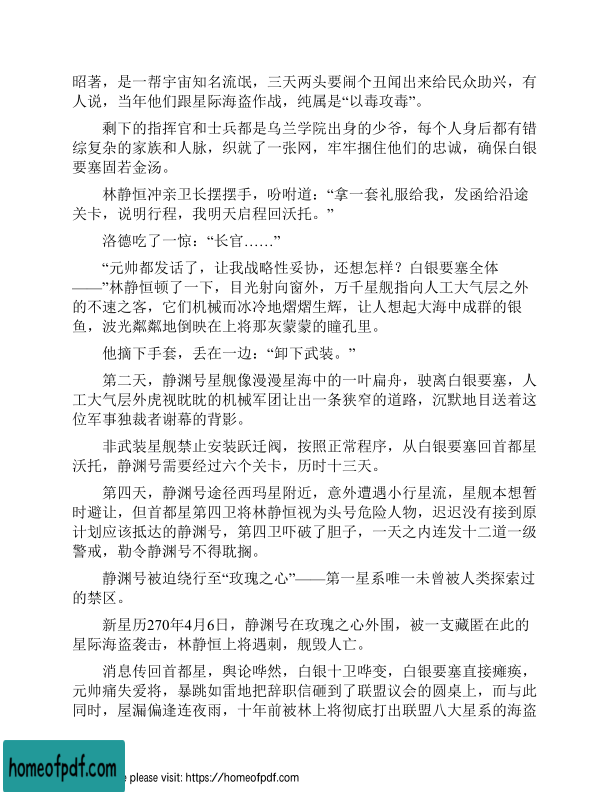 昭著，是一帮宇宙知名流氓，三天两头要闹个丑闻出来给民众助兴，有
人说，当年他们跟星际海盗作战，纯属是“以毒攻毒”。
剩下的指挥官和士兵都是乌兰学院出身的少爷，每个人身后都有错
综复杂的家族和人脉，织就了一张网，牢牢捆住他们的忠诚，确保白银
要塞固若金汤。
林静恒冲亲卫长摆摆手，吩咐道：“拿一套礼服给我，发函给沿途
关卡，说明行程，我明天启程回沃托。”
洛德吃了一惊：“长官……”
“元帅都发话了，让我战略性妥协，还想怎样？白银要塞全体
——”林静恒顿了一下，目光射向窗外，万千星舰指向人工大气层之外
的不速之客，它们机械而冰冷地熠熠生辉，让人想起大海中成群的银
鱼，波光粼粼地倒映在上将那灰蒙蒙的瞳孔里。
他摘下手套，丢在一边：“卸下武装。”
第二天，静渊号星舰像漫漫星海中的一叶扁舟，驶离白银要塞，人
工大气层外虎视眈眈的机械军团让出一条狭窄的道路，沉默地目送着这
位军事独裁者谢幕的背影。
非武装星舰禁止安装跃迁阀，按照正常程序，从白银要塞回首都星
沃托，静渊号需要经过六个关卡，历时十三天。
第四天，静渊号途径西玛星附近，意外遭遇小行星流，星舰本想暂
时避让，但首都星第四卫将林静恒视为头号危险人物，迟迟没有接到原
计划应该抵达的静渊号，第四卫吓破了胆子，一天之内连发十二道一级
警戒，勒令静渊号不得耽搁。
静渊号被迫绕行至“玫瑰之心”——第一星系唯一未曾被人类探索过
的禁区。
新星历270年4月6日，静渊号在玫瑰之心外围，被一支藏匿在此的
星际海盗袭击，林静恒上将遇刺，舰毁人亡。
消息传回首都星，舆论哗然，白银十卫哗变，白银要塞直接瘫痪，
元帅痛失爱将，暴跳如雷地把辞职信砸到了联盟议会的圆桌上，而与此
同时，屋漏偏逢连夜雨，十年前被林上将彻底打出联盟八大星系的海盗
homeofpdf.com
e please visit: https://homeofpdf.com